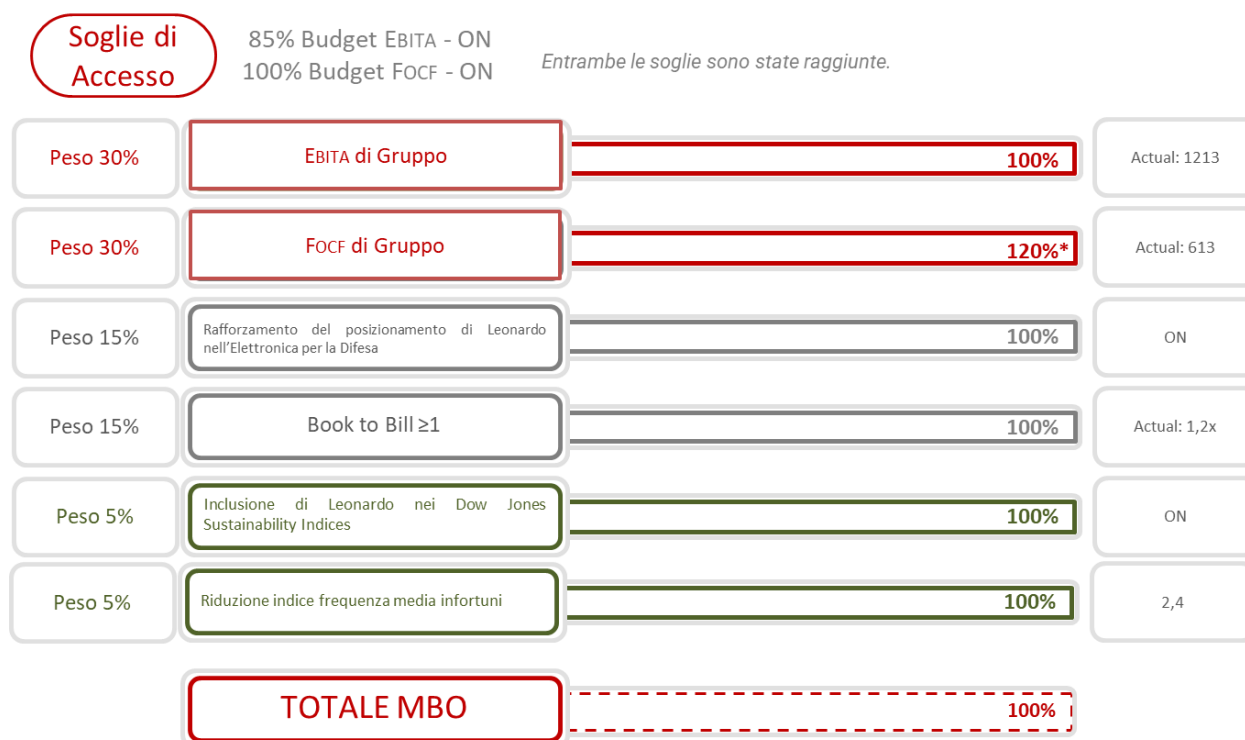 Soglie di
Accesso
85% Budget EBITA - ON
100% Budget FOCF - ON
Entrambe le soglie sono state raggiunte.
Peso 30%
EBITA di Gruppo
100%
Actual: 1213
Peso 30%
FOCF di Gruppo
120%*
Actual: 613
Peso 15%
Rafforzamento del posizionamento di Leonardo
nell'Elettronica per la Difesa
100%
ON
Peso 15%
Book to Bill ≥1
100%
Actual: 1,2x
Peso 5%
Inclusione di Leonardo nei Dow Jones
Sustainability Indices
100%
ON
Peso 5%
Riduzione indice frequenza media infortuni
100%
2,4
TOTALE MBO
100%